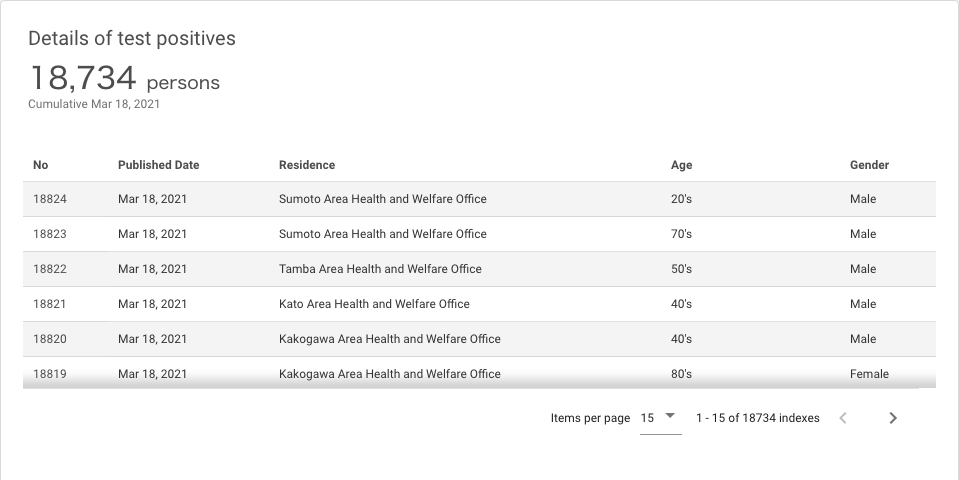 Details of test positives
18,734 persons
Cumulative Mar 18, 2021
No Published Date Residence Age Gender
18824 Mar 18, 2021 Sumoto Area Health and Welfare Office 20's Male
18823 Mar 18, 2021 Sumoto Area Health and Welfare Office 70's Male
18822 Mar 18, 2021 Tamba Area Health and Welfare Office 50's Male
18821 Mar 18, 2021 Kato Area Health and Welfare Office 40's Male
18820 Mar 18, 2021 Kakogawa Area Health and Welfare Office 40's Male
18819 Mar 18, 2021 Kakogawa Area Health and Welfare Office 80's Female
Items per page 15 1 - 15 of 18734 indexes